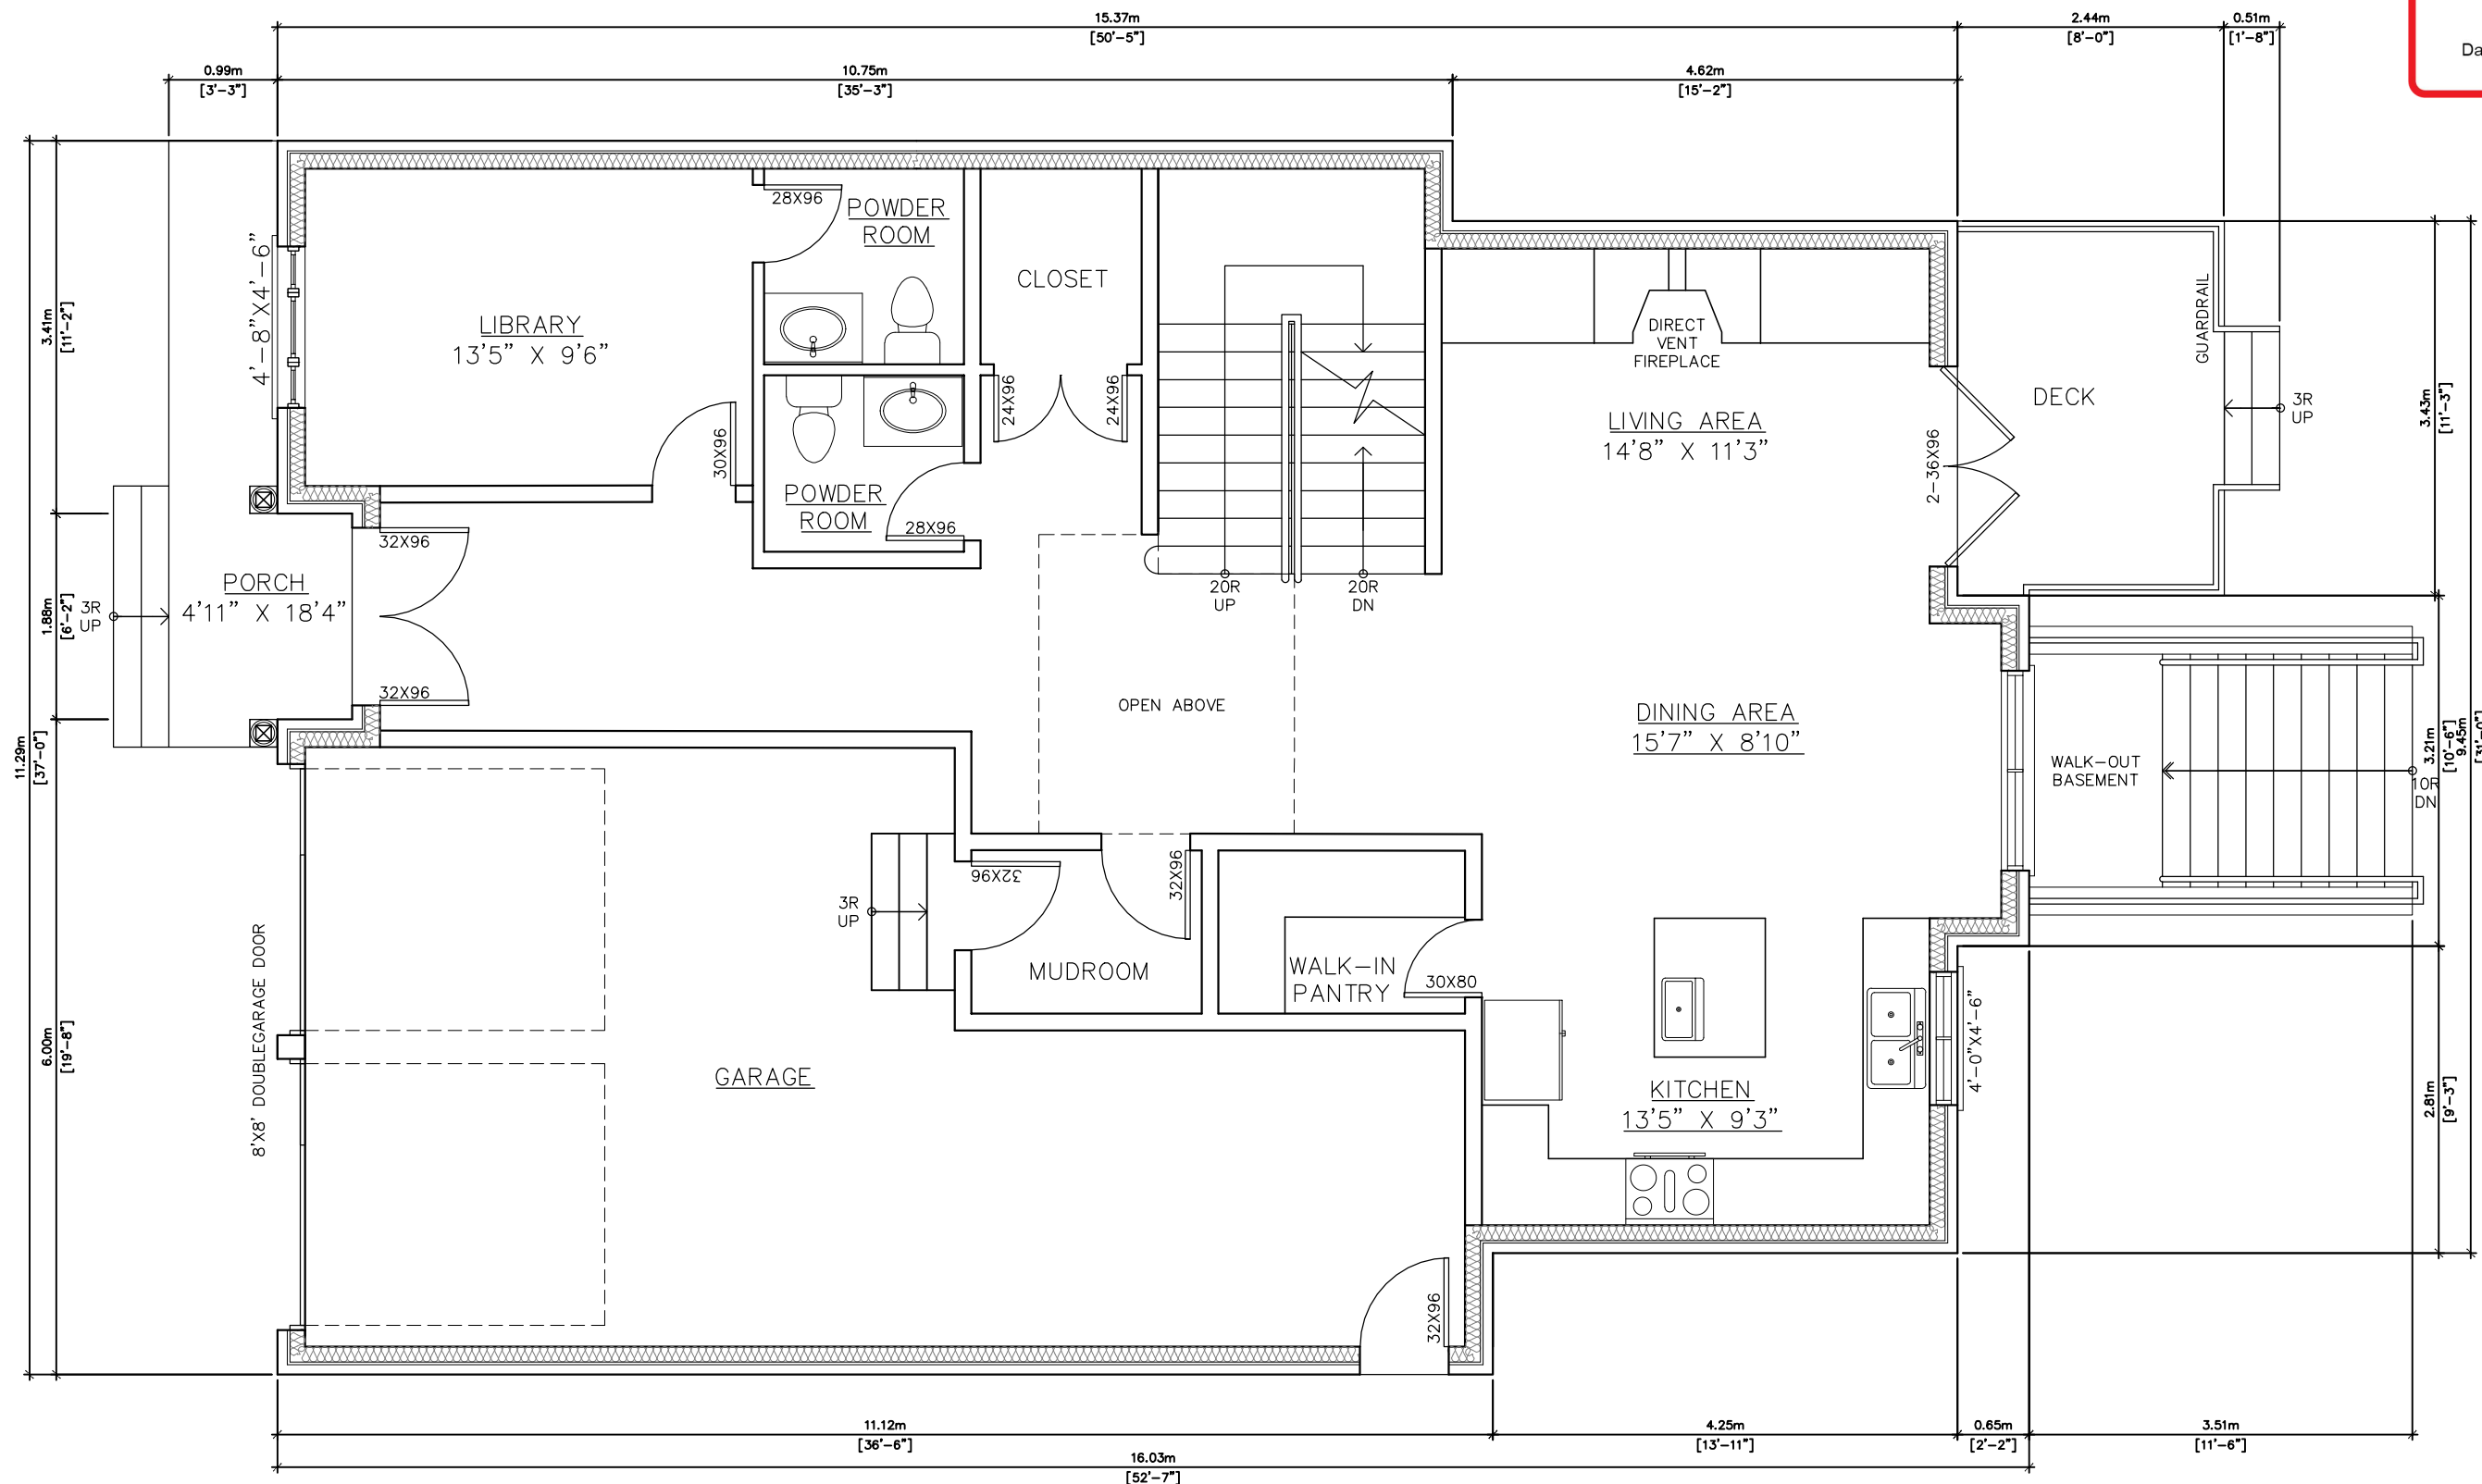 15.37m
[50'-5"]
2.44m
[8'-0"]
0.51m
[1'-8"]
Da
0.99m
[3'-3"]
10.75m
[35'-3"]
4.62m
[15'-2"]
28X96
POWDER
ROOM
4'-8"X4'-6"
CLOSET
LIBRARY
13'5" X 9'6"
DIRECT
VENT
FIREPLACE
GUARDRAIL
3.41m
[11'-2"]
24X96
24X96
DECK
3R
UP
3.43m
[11'-3"]
LIVING AREA
14'8" X 11'3"
30X96
2-36X96
POWDER
ROOM
28X96
32X96
PORCH
4'11" X 18'4"
3R
UP
1.88m
[6'-2"]
20R
UP
20R
DN
32X96
OPEN ABOVE
DINING AREA
15'7" X 8'10"
11.29m
[37'-0"]
WALK-OUT
BASEMENT
10R
DN
3.21m
[10'-6"]
9.45m
[31'-0"]
32X96
32X96
3R
UP
MUDROOM
WALK-IN
PANTRY
30X80
8'X8' DOUBLEGARAGE DOOR
6.00m
[19'-8"]
GARAGE
KITCHEN
13'5" X 9'3"
4'-0"X4'-6"
2.81m
[9'-3"]
32X96
11.12m
[36'-6"]
4.25m
[13'-11"]
0.65m
[2'-2"]
3.51m
[11'-6"]
16.03m
[52'-7"]